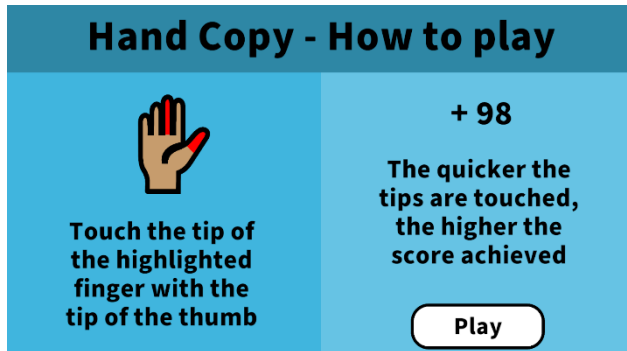 Hand Copy - How to play
Touch the tip of
the highlighted
finger with the
tip of the thumb
+ 98
The quicker the
tips are touched,
the higher the
score achieved
Play